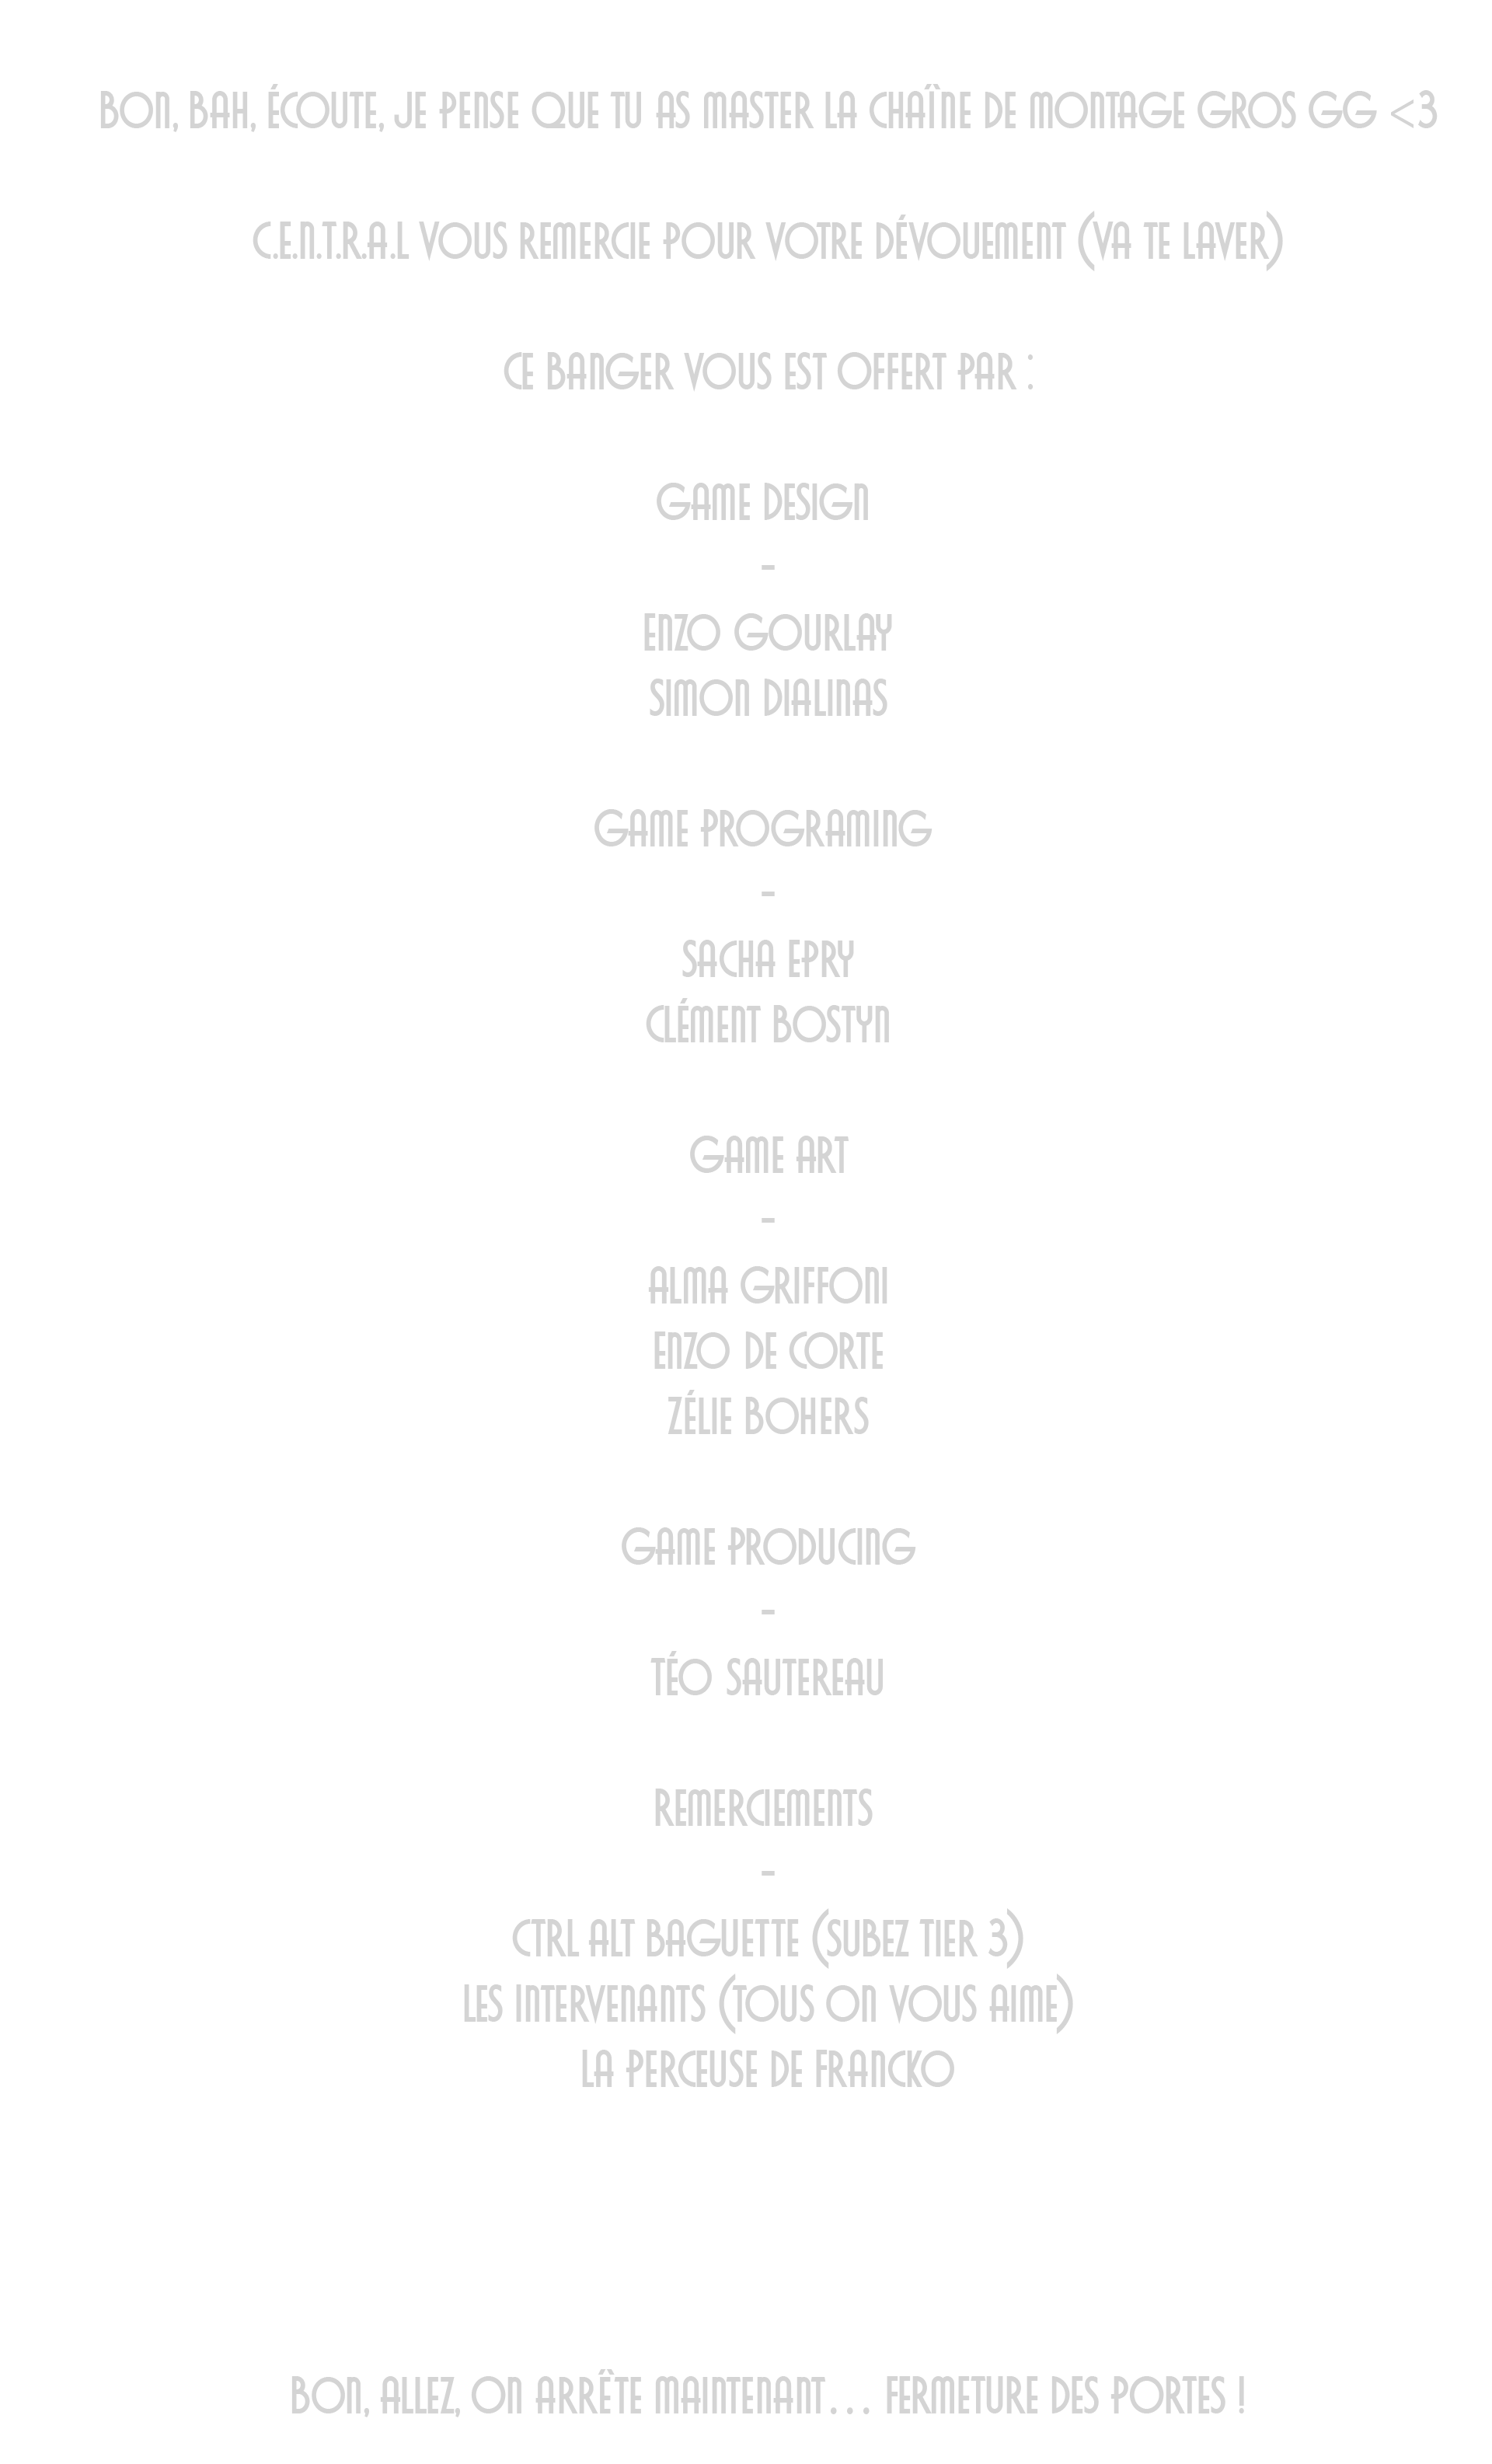 BON, BAH, ÉCOUTE, JE PENSE QUE TU AS MASTER LA CHAÎNE DE MONTAGE GROS GG <3
C.E.N.T.R.A.L VOUS REMERCIE POUR VOTRE DÉVOUEMENT (VA TE LAVER)
CE BANGER VOUS EST OFFERT PAR :
GAME DESIGN
-
ENZO GOURLAY
SIMON DIALINAS
GAME PROGRAMING
-
SACHA EPRY
CLÉMENT BOSTYN
GAME ART
-
ALMA GRIFFONI
ENZO DE CORTE
ZÉLIE BOHERS
GAME PRODUCING
-
TÉO SAUTEREAU
REMERCIEMENTS
-
CTRL ALT BAGUETTE (SUBEZ TIER 3)
LES INTERVENANTS (TOUS ON VOUS AIME)
LA PERCEUSE DE FRANCKO
BON, ALLEZ, ON ARRÊTE MAINTENANT... FERMETURE DES PORTES !